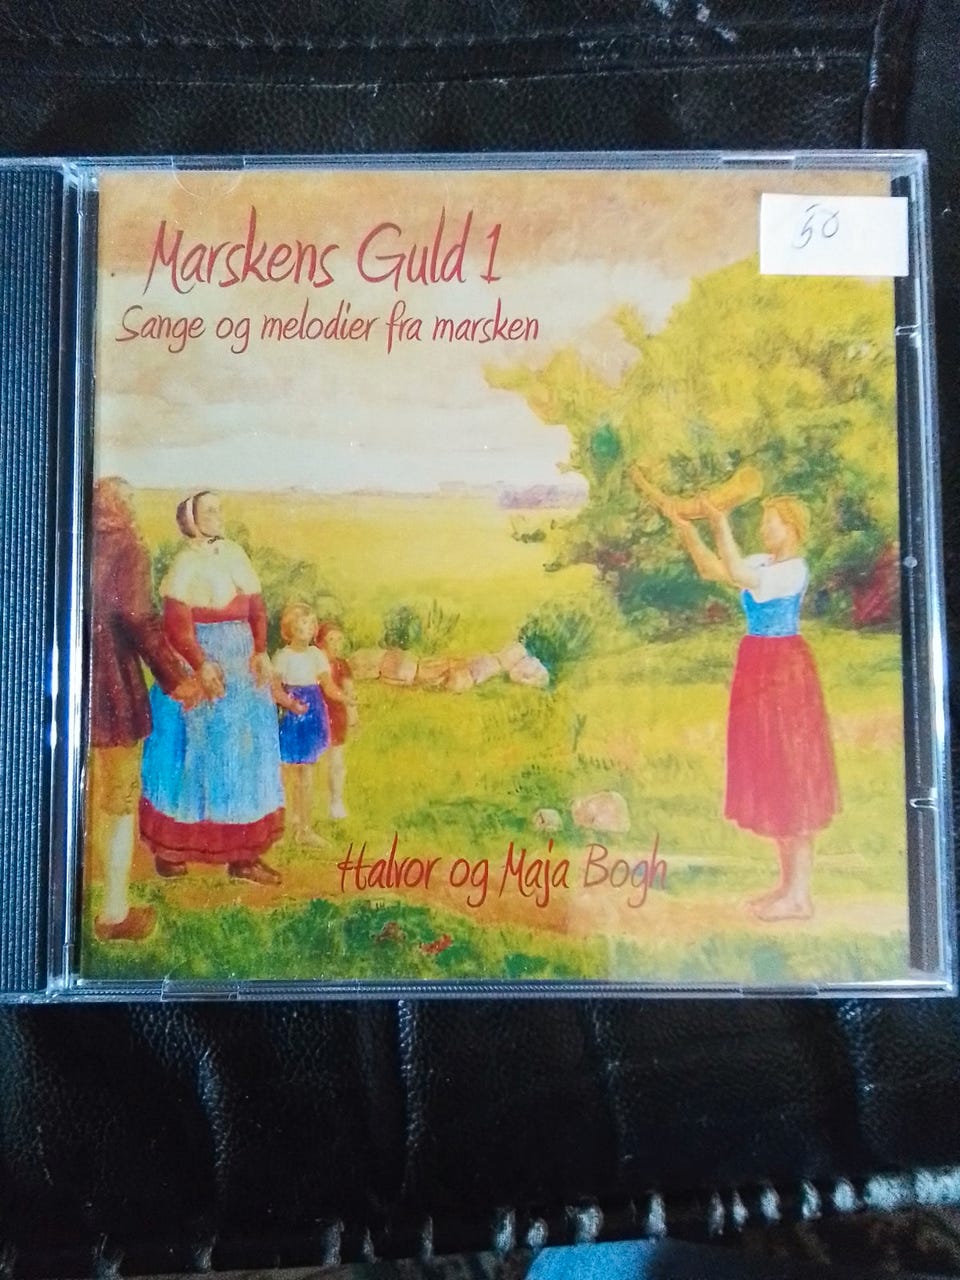 Marskens Guld 1
50
Sange og melodier fra marsken
Halvor og Maja Bogh